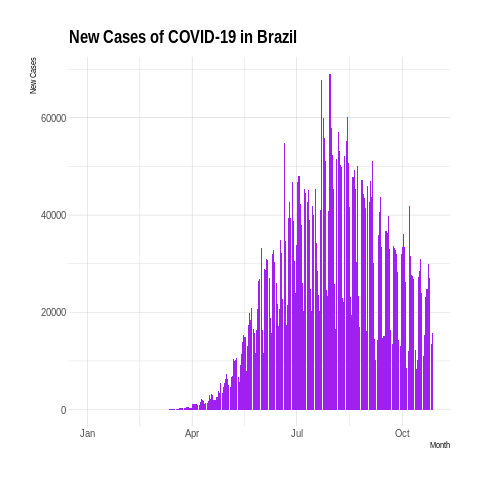 New Cases of COVID-19 in Brazil
New Cases
60000
40000
20000
0
Jan Apr Jul Oct
Month